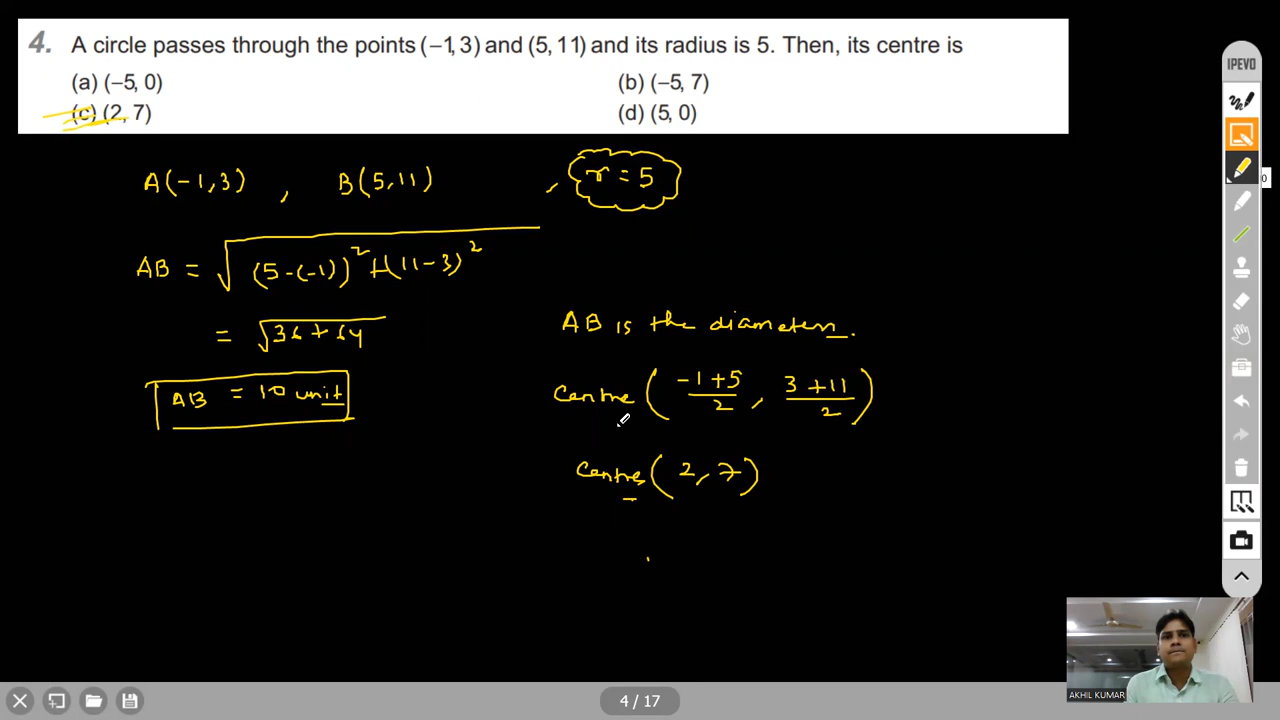 IPEVO
4. A circle passes through the points (−1, 3) and (5, 11) and its radius is 5. Then, its centre is
(a) (−5, 0) (b) (−5, 7)
(c) (2, 7) (d) (5, 0)
A(-1,3) , B(5,11) , r = 5
0
AB = √(5-(-1))² + (11-3)²
= √36+64
AB is the diameter.
AB = 10 unit
Centre (-1+5/2, 3+11/2)
Centre (2, 7)
AKHIL KUMAR
4 / 17